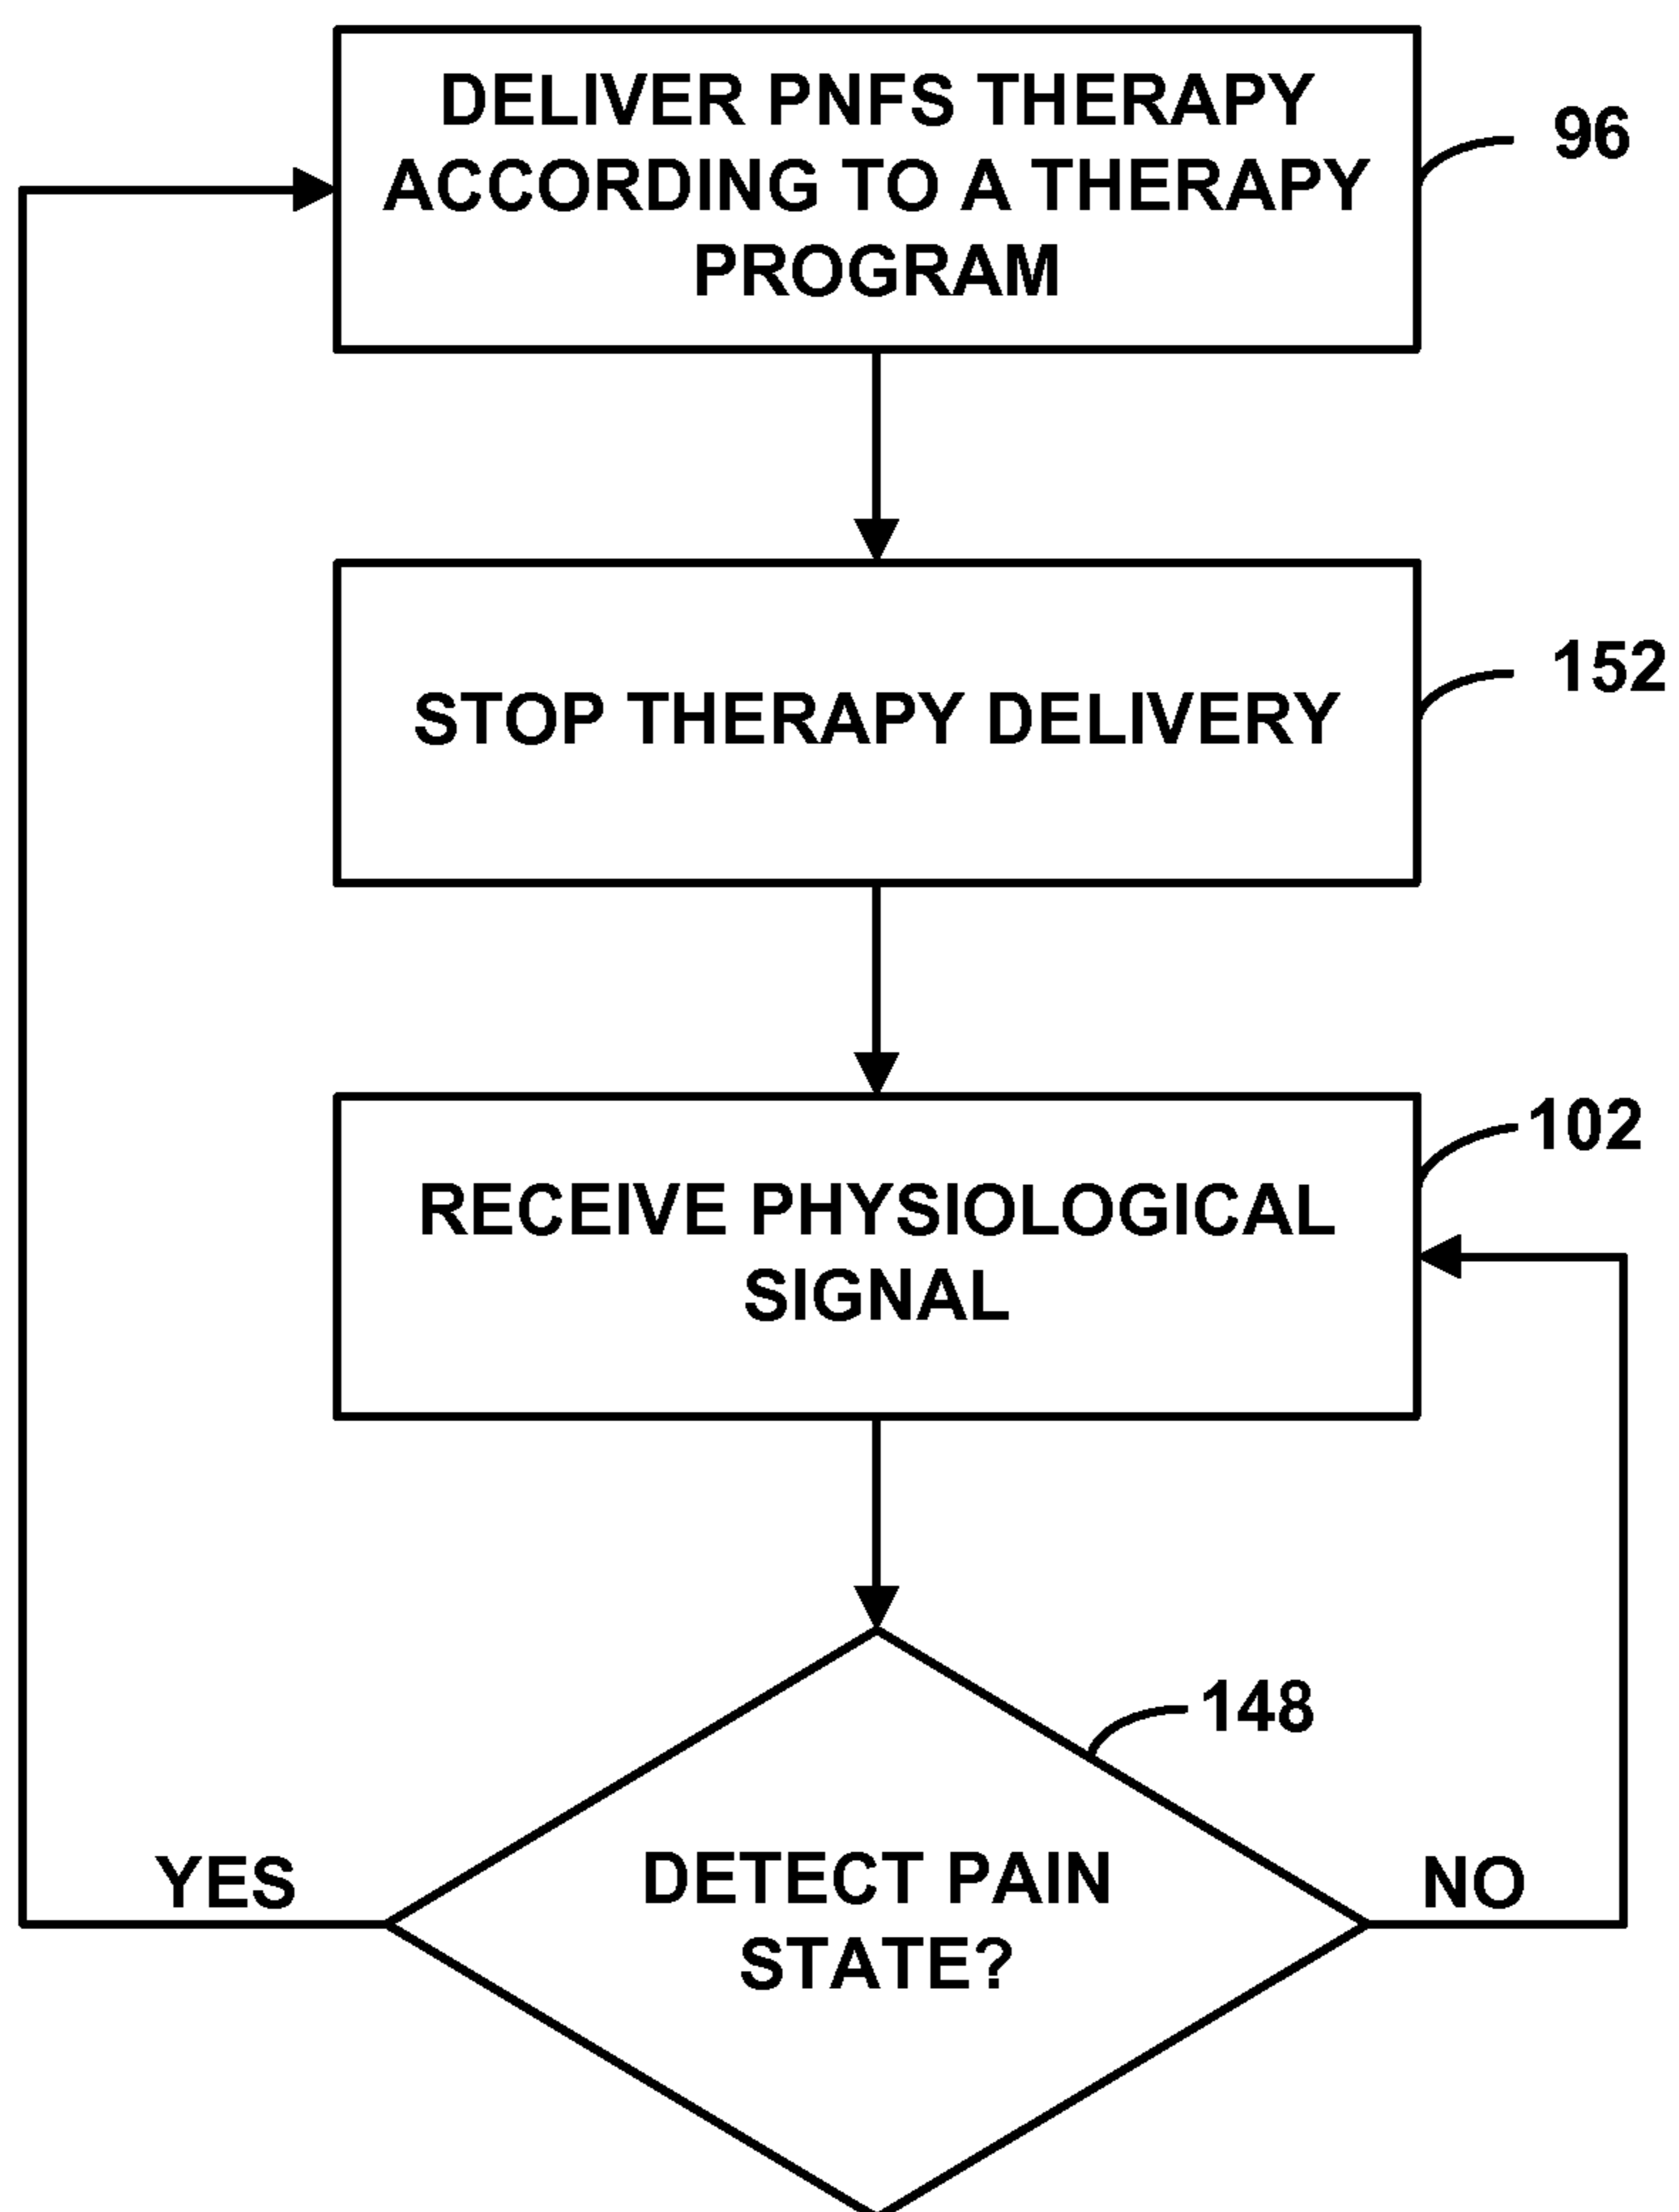 DELIVER PNFS THERAPY
ACCORDING TO A THERAPY
PROGRAM
96
STOP THERAPY DELIVERY
152
RECEIVE PHYSIOLOGICAL
SIGNAL
102
DETECT PAIN
STATE?
148
YES
NO